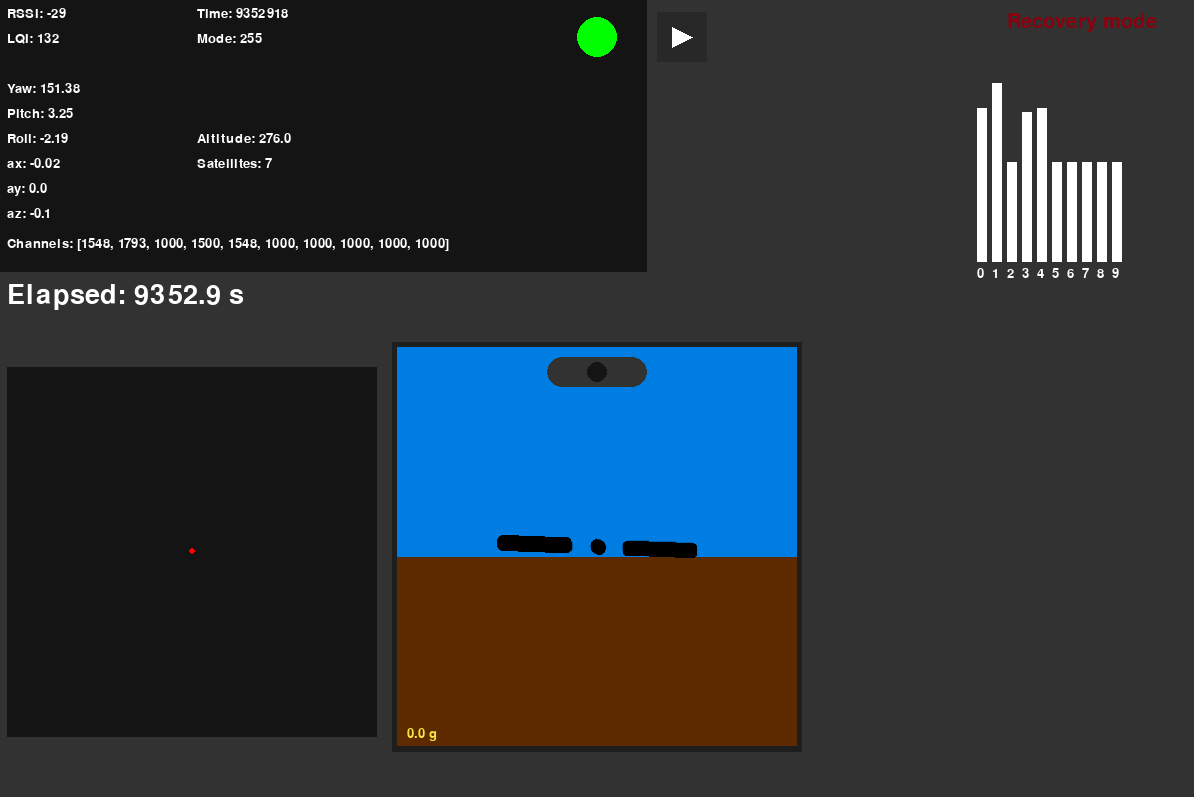 RSSI: -29
Time: 9352918
LQI: 132
Mode: 255
Recovery mode
Yaw: 151.38
Pitch: 3.25
Roll: -2.19
Altitude: 276.0
ax: -0.02
Satellites: 7
ay: 0.0
az: -0.1
Channels: [1548, 1793, 1000, 1500, 1548, 1000, 1000, 1000, 1000, 1000]
0 1 2 3 4 5 6 7 8 9
Elapsed: 9352.9 s
0.0 g